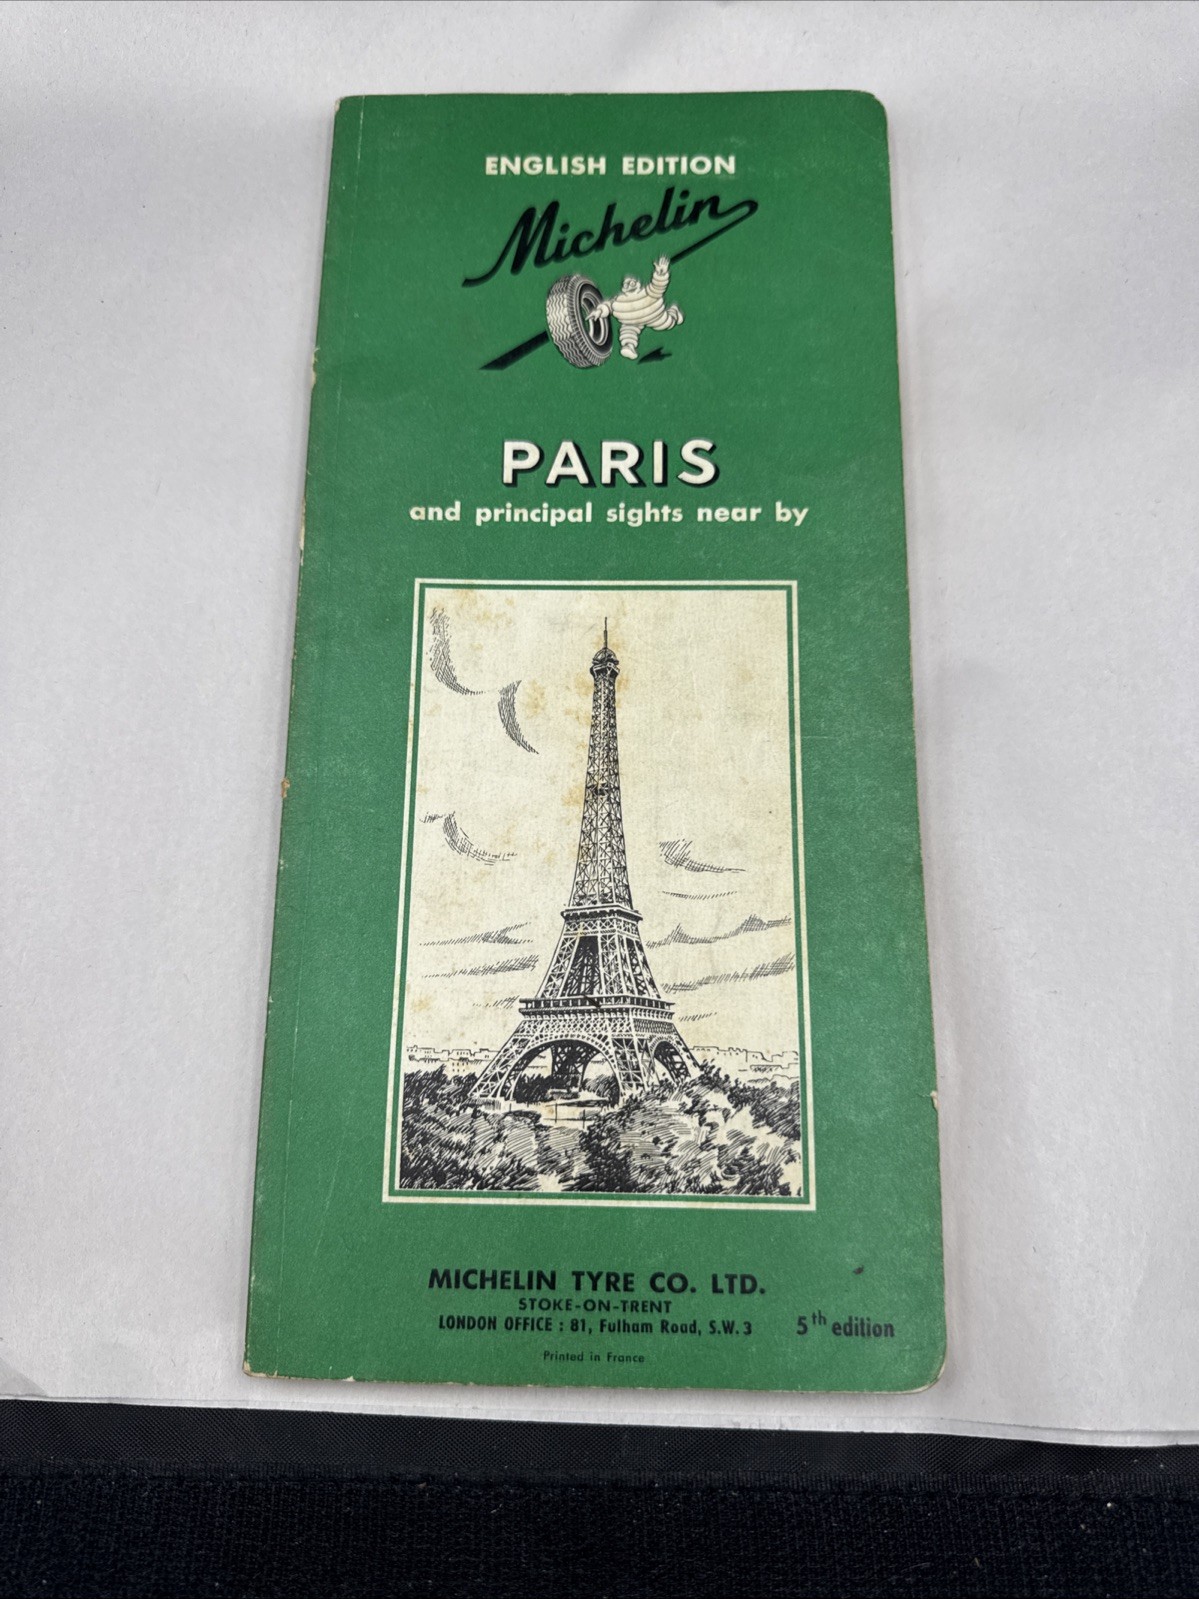 ENGLISH EDITION
Michelin
PARIS
and principal sights near by
MICHELIN TYRE CO. LTD.
STOKE-ON-TRENT
LONDON OFFICE : 81, Fulham Road, S.W. 3
5th edition
Printed in France